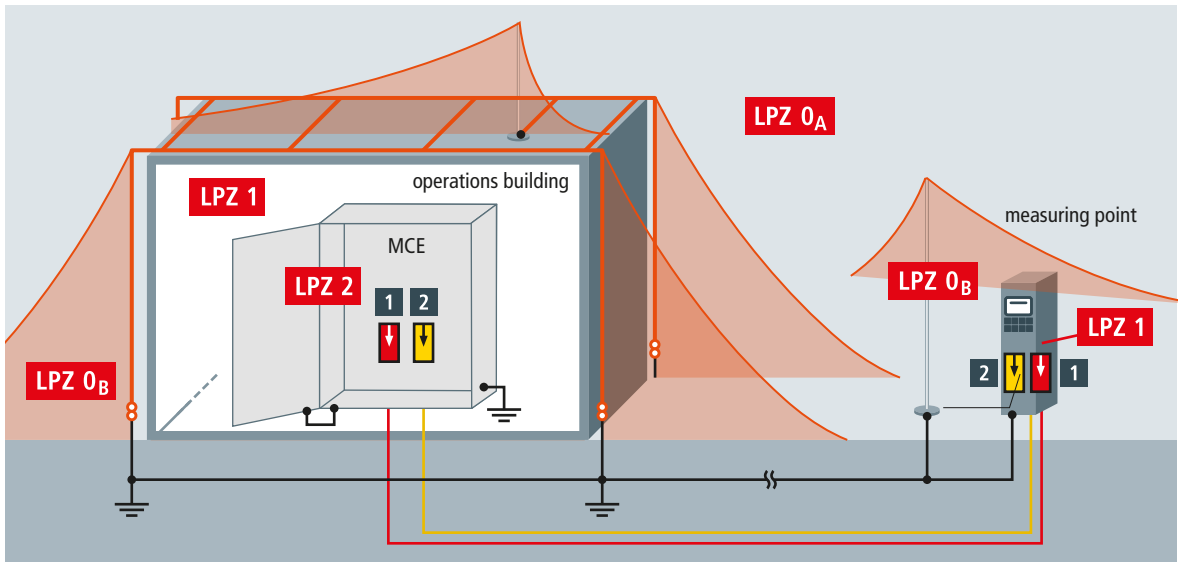 LPZ 0A
LPZ 1
operations building
measuring point
MCE
LPZ 2
LPZ 0B
1 2
LPZ 1
LPZ 0B
2 1